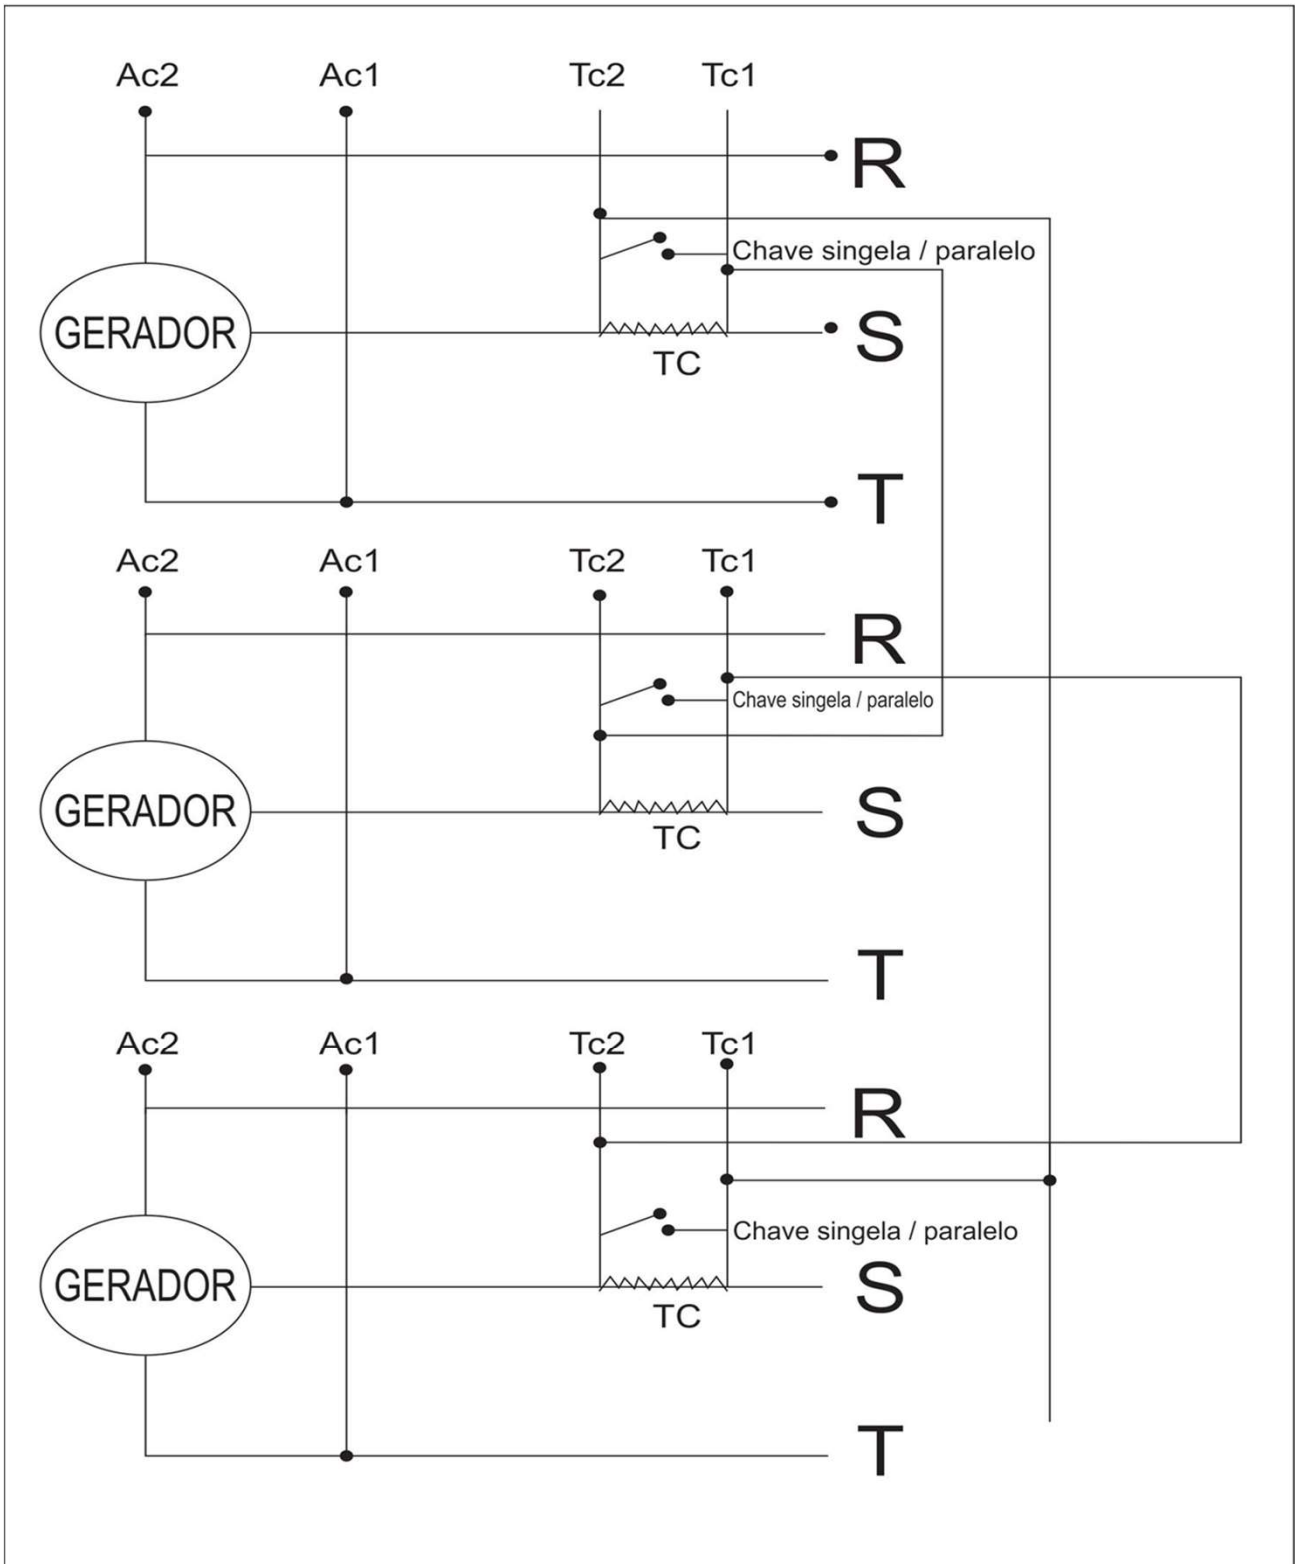 Ac2 Ac1 Tc2 Tc1
R
Chave singela / paralelo
GERADOR
S
TC
T
Ac2 Ac1 Tc2 Tc1
R
Chave singela / paralelo
GERADOR
S
TC
T
Ac2 Ac1 Tc2 Tc1
R
Chave singela / paralelo
GERADOR
S
TC
T